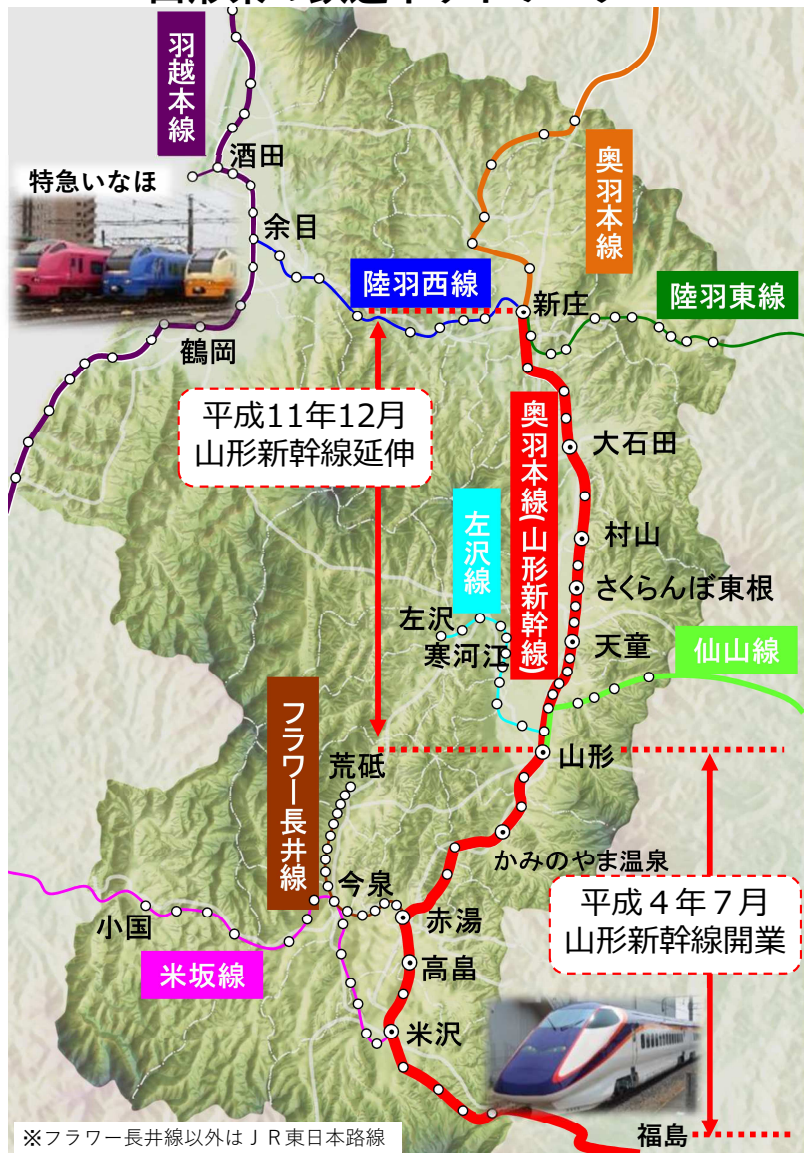 羽越本線
酒田
特急いなほ
余目
奥羽本線
陸羽西線
新庄
陸羽東線
鶴岡
平成11年12月
山形新幹線延伸
奥羽本線(山形新幹線)
大石田
村山
左沢線
さくらんぼ東根
左沢
寒河江
天童
仙山線
フラワー長井線
荒砥
山形
かみのやま温泉
今泉
平成4年7月
山形新幹線開業
小国
赤湯
米坂線
高畠
米沢
福島
※フラワー長井線以外はJR東日本路線